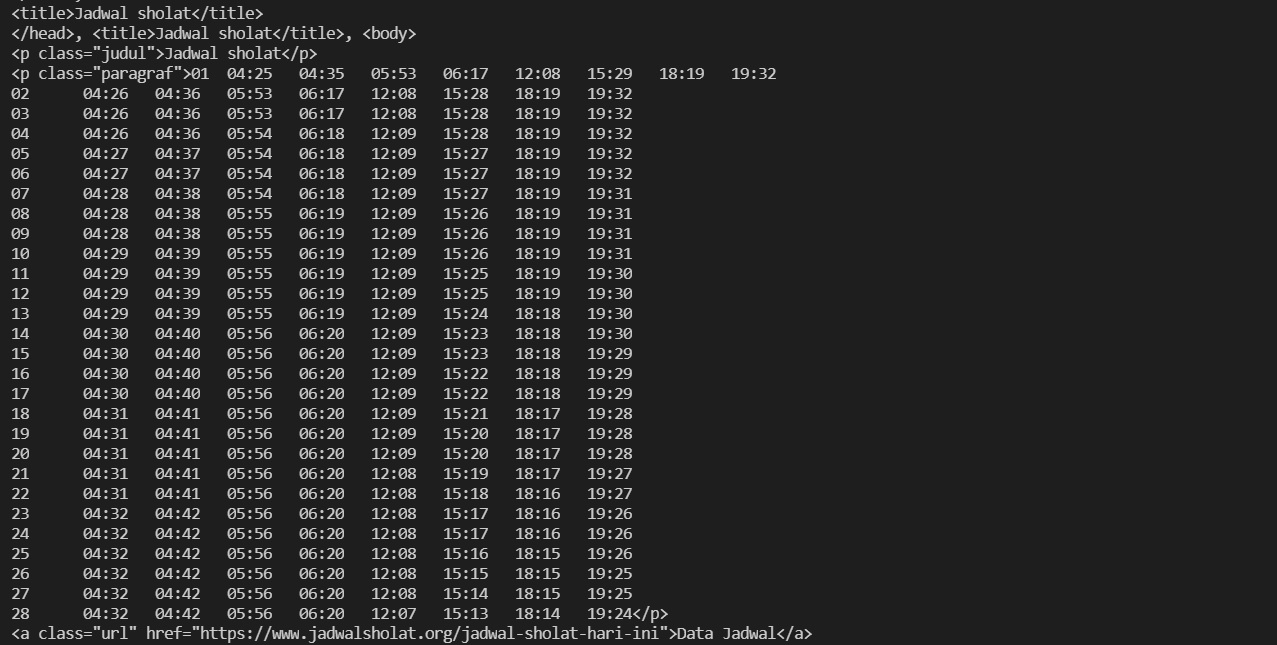 <title>Jadwal sholat</title>
</head>, <title>Jadwal sholat</title>, <body>
<p class="judul">Jadwal sholat</p>
<p class="paragraf">01 04:25 04:35 05:53 06:17 12:08 15:29 18:19 19:32
02 04:26 04:36 05:53 06:17 12:08 15:28 18:19 19:32
03 04:26 04:36 05:53 06:17 12:08 15:28 18:19 19:32
04 04:26 04:36 05:54 06:18 12:09 15:28 18:19 19:32
05 04:27 04:37 05:54 06:18 12:09 15:27 18:19 19:32
06 04:27 04:37 05:54 06:18 12:09 15:27 18:19 19:32
07 04:28 04:38 05:54 06:18 12:09 15:27 18:19 19:31
08 04:28 04:38 05:55 06:19 12:09 15:26 18:19 19:31
09 04:28 04:38 05:55 06:19 12:09 15:26 18:19 19:31
10 04:29 04:39 05:55 06:19 12:09 15:26 18:19 19:31
11 04:29 04:39 05:55 06:19 12:09 15:25 18:19 19:30
12 04:29 04:39 05:55 06:19 12:09 15:25 18:19 19:30
13 04:29 04:39 05:55 06:19 12:09 15:24 18:18 19:30
14 04:30 04:40 05:56 06:20 12:09 15:23 18:18 19:30
15 04:30 04:40 05:56 06:20 12:09 15:23 18:18 19:29
16 04:30 04:40 05:56 06:20 12:09 15:22 18:18 19:29
17 04:30 04:40 05:56 06:20 12:09 15:22 18:18 19:29
18 04:31 04:41 05:56 06:20 12:09 15:21 18:17 19:28
19 04:31 04:41 05:56 06:20 12:09 15:20 18:17 19:28
20 04:31 04:41 05:56 06:20 12:09 15:20 18:17 19:28
21 04:31 04:41 05:56 06:20 12:08 15:19 18:17 19:27
22 04:31 04:41 05:56 06:20 12:08 15:18 18:16 19:27
23 04:32 04:42 05:56 06:20 12:08 15:17 18:16 19:26
24 04:32 04:42 05:56 06:20 12:08 15:17 18:16 19:26
25 04:32 04:42 05:56 06:20 12:08 15:16 18:15 19:26
26 04:32 04:42 05:56 06:20 12:08 15:15 18:15 19:25
27 04:32 04:42 05:56 06:20 12:08 15:14 18:15 19:25
28 04:32 04:42 05:56 06:20 12:07 15:13 18:14 19:24</p>
<a class="url" href="https://www.jadwalsholat.org/jadwal-sholat-hari-ini">Data Jadwal</a>